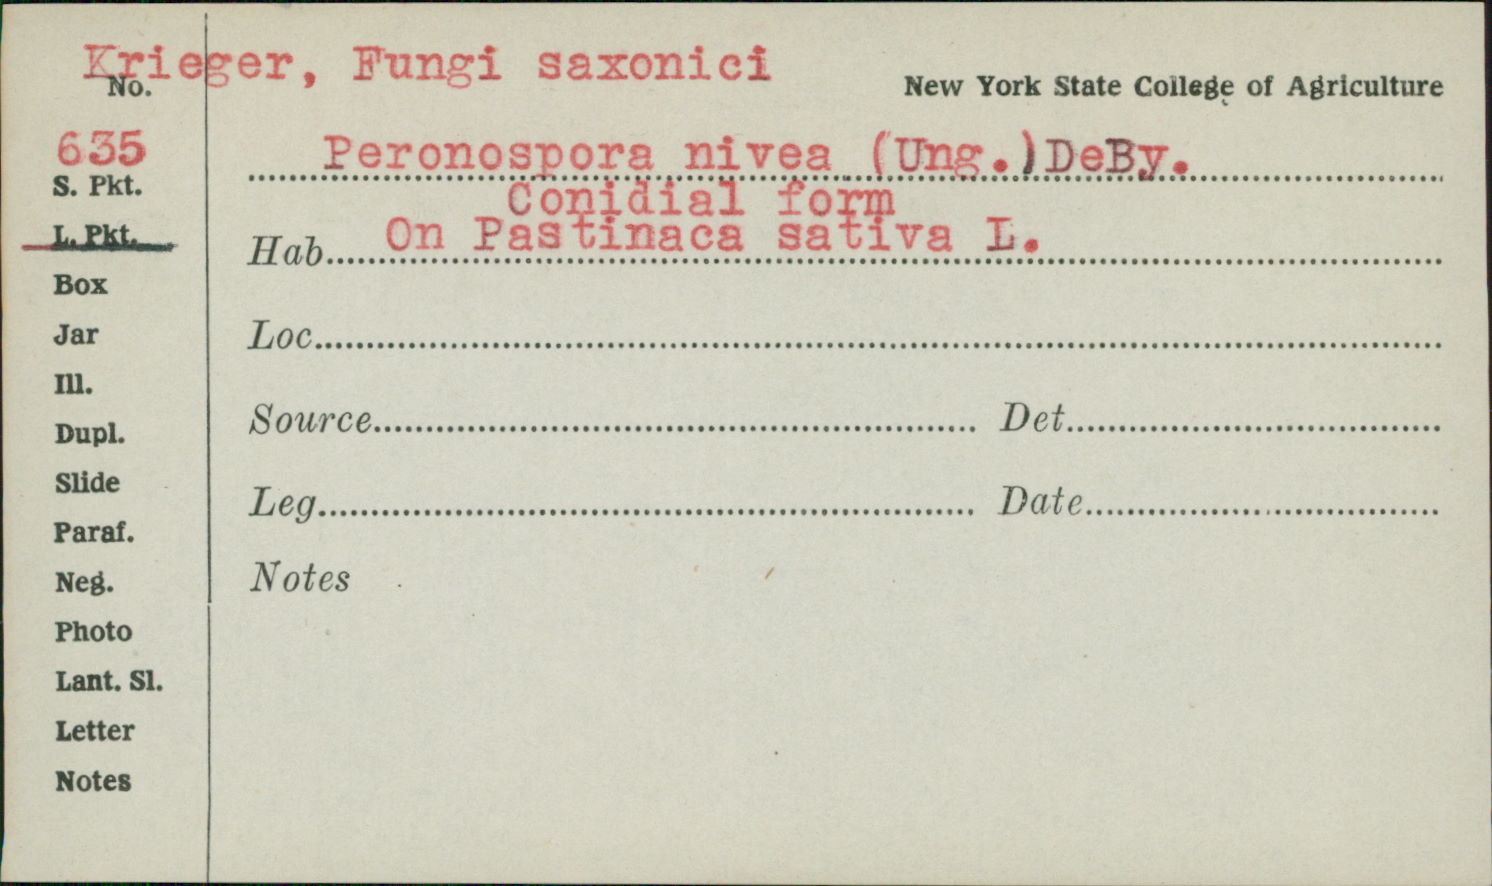 Krieger, Fungi saxonici
No.
New York State College of Agriculture
635
Peronospora nivea (Ung.)DeBy.
S. Pkt.
Conidial form
L. Pkt.
Hab. On Pastinaca sativa L.
Box
Jar
Loc.
Ill.
Dupl.
Source Det.
Slide
Leg. Date
Paraf.
Neg.
Notes
Photo
Lant. Sl.
Letter
Notes